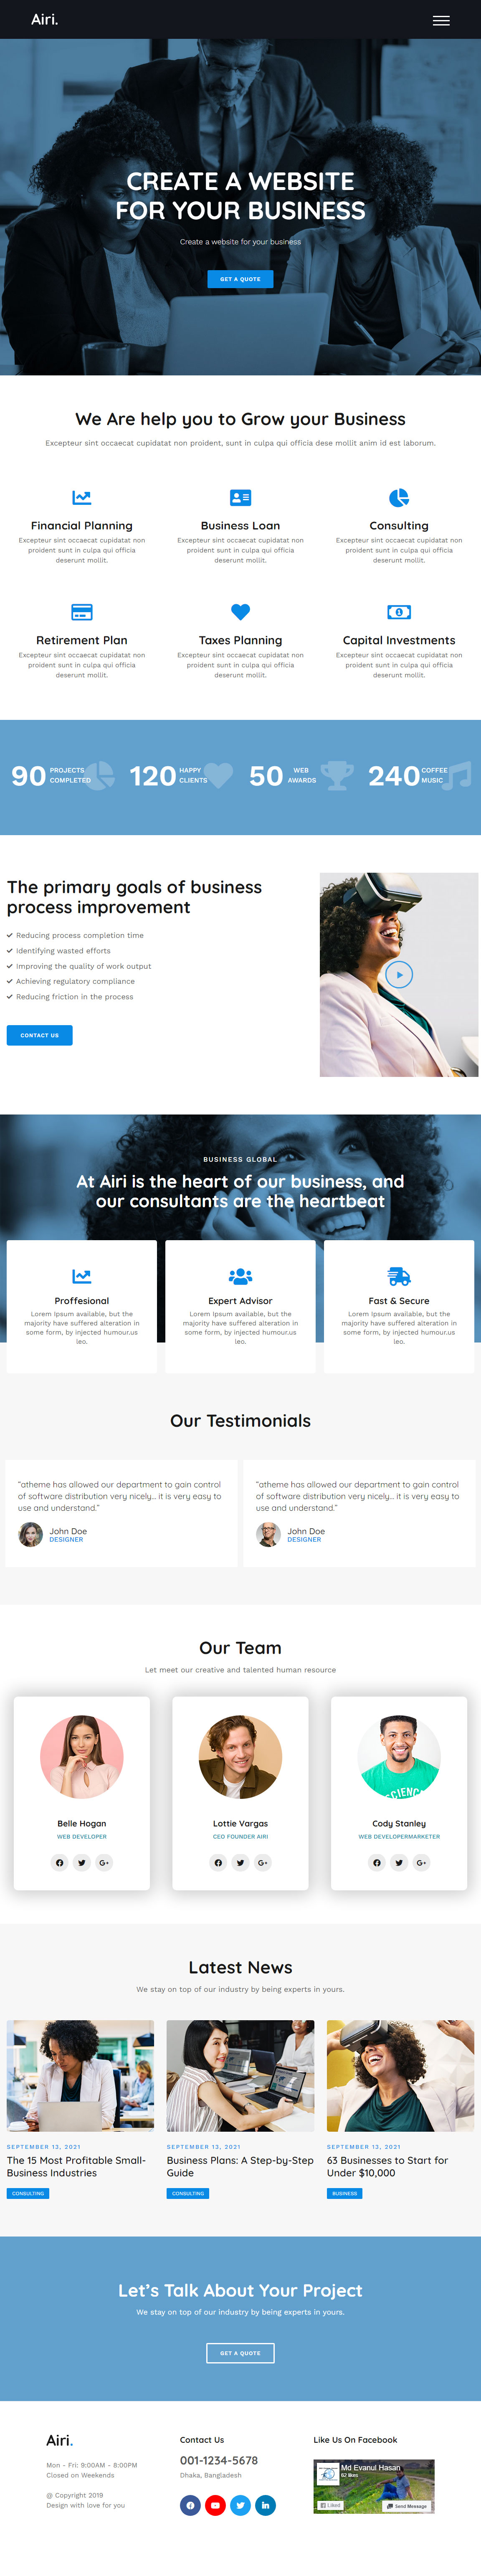 Airi.
CREATE A WEBSITE
FOR YOUR BUSINESS
Create a website for your business
GET A QUOTE
We Are help you to Grow your Business
Excepteur sint occaecat cupidatat non proident, sunt in culpa qui officia dese mollit anim id est laborum.
Financial Planning
Excepteur sint occaecat cupidatat non
proident sunt in culpa qui officia
deserunt mollit.
Business Loan
Excepteur sint occaecat cupidatat non
proident sunt in culpa qui officia
deserunt mollit.
Consulting
Excepteur sint occaecat cupidatat non
proident sunt in culpa qui officia
deserunt mollit.
Retirement Plan
Excepteur sint occaecat cupidatat non
proident sunt in culpa qui officia
deserunt mollit.
Taxes Planning
Excepteur sint occaecat cupidatat non
proident sunt in culpa qui officia
deserunt mollit.
Capital Investments
Excepteur sint occaecat cupidatat non
proident sunt in culpa qui officia
deserunt mollit.
90 PROJECTS
COMPLETED
120 HAPPY
CLIENTS
50 WEB
AWARDS
240 COFFEE
MUSIC
The primary goals of business
process improvement
Reducing process completion time
Identifying wasted efforts
Improving the quality of work output
Achieving regulatory compliance
Reducing friction in the process
CONTACT US
BUSINESS GLOBAL
At Airi is the heart of our business, and
our consultants are the heartbeat
Proffesional
Lorem Ipsum available, but the
majority have suffered alteration in
some form, by injected humour.us
leo.
Expert Advisor
Lorem Ipsum available, but the
majority have suffered alteration in
some form, by injected humour.us
leo.
Fast & Secure
Lorem Ipsum available, but the
majority have suffered alteration in
some form, by injected humour.us
leo.
Our Testimonials
"atheme has allowed our department to gain control
of software distribution very nicely... it is very easy to
use and understand."
John Doe
DESIGNER
"atheme has allowed our department to gain control
of software distribution very nicely... it is very easy to
use and understand."
John Doe
DESIGNER
Our Team
Let meet our creative and talented human resource
Belle Hogan
WEB DEVELOPER
Lottie Vargas
CEO FOUNDER AIRI
SCIENC
Cody Stanley
WEB DEVELOPERMARKETER
Latest News
We stay on top of our industry by being experts in yours.
SEPTEMBER 13, 2021
The 15 Most Profitable Small-
Business Industries
CONSULTING
SEPTEMBER 13, 2021
Business Plans: A Step-by-Step
Guide
CONSULTING
SEPTEMBER 13, 2021
63 Businesses to Start for
Under $10,000
BUSINESS
Let's Talk About Your Project
We stay on top of our industry by being experts in yours.
GET A QUOTE
Airi.
Mon - Fri: 9:00AM - 8:00PM
Closed on Weekends
@ Copyright 2019
Design with love for you
Contact Us
001-1234-5678
Dhaka, Bangladesh
Like Us On Facebook
Md Evanul Hasan
62 likes
Liked
Send Message